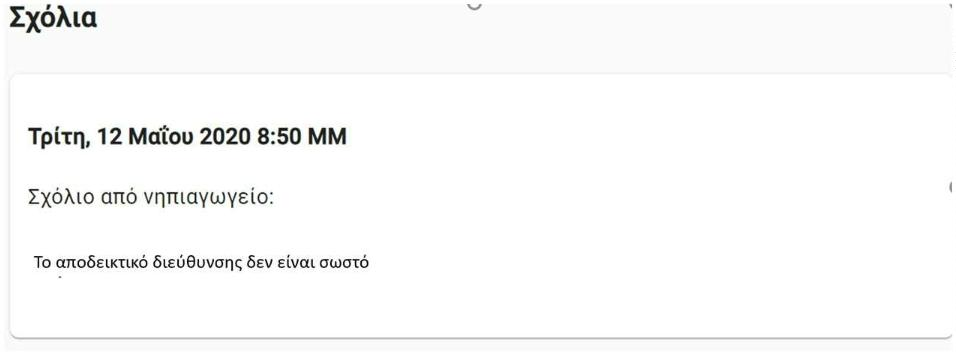 Σχόλια
Τρίτη, 12 Μαΐου 2020 8:50 ΜΜ
Σχόλιο από νηπιαγωγείο:
Το αποδεικτικό διεύθυνσης δεν είναι σωστό